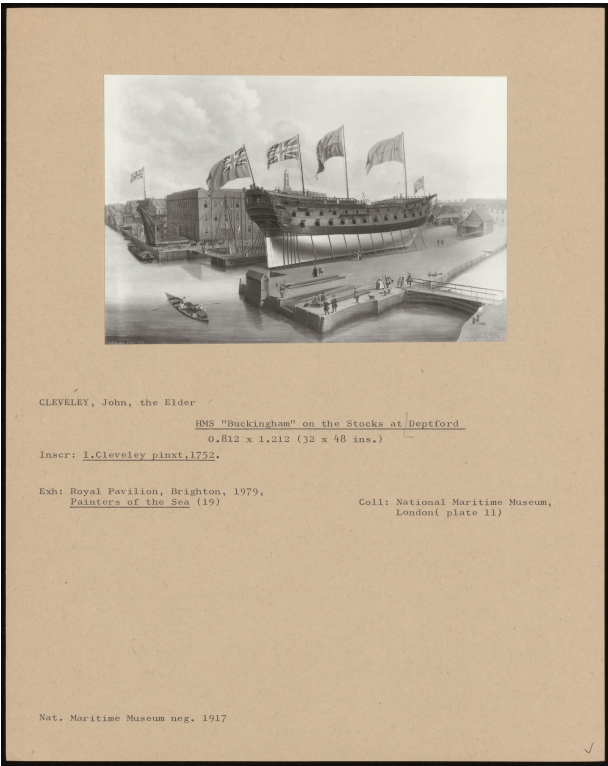 CLEVELEY, John, the Elder
HMS "Buckingham" on the Stocks at Deptford
0.812 x 1.212 (32 x 48 ins.)
Inscr: l.Cleveley pinxt,1752.
Exh: Royal Pavilion, Brighton, 1979,
Painters of the Sea (19)
Coll: National Maritime Museum,
London( plate 11)
Nat. Maritime Museum neg. 1917